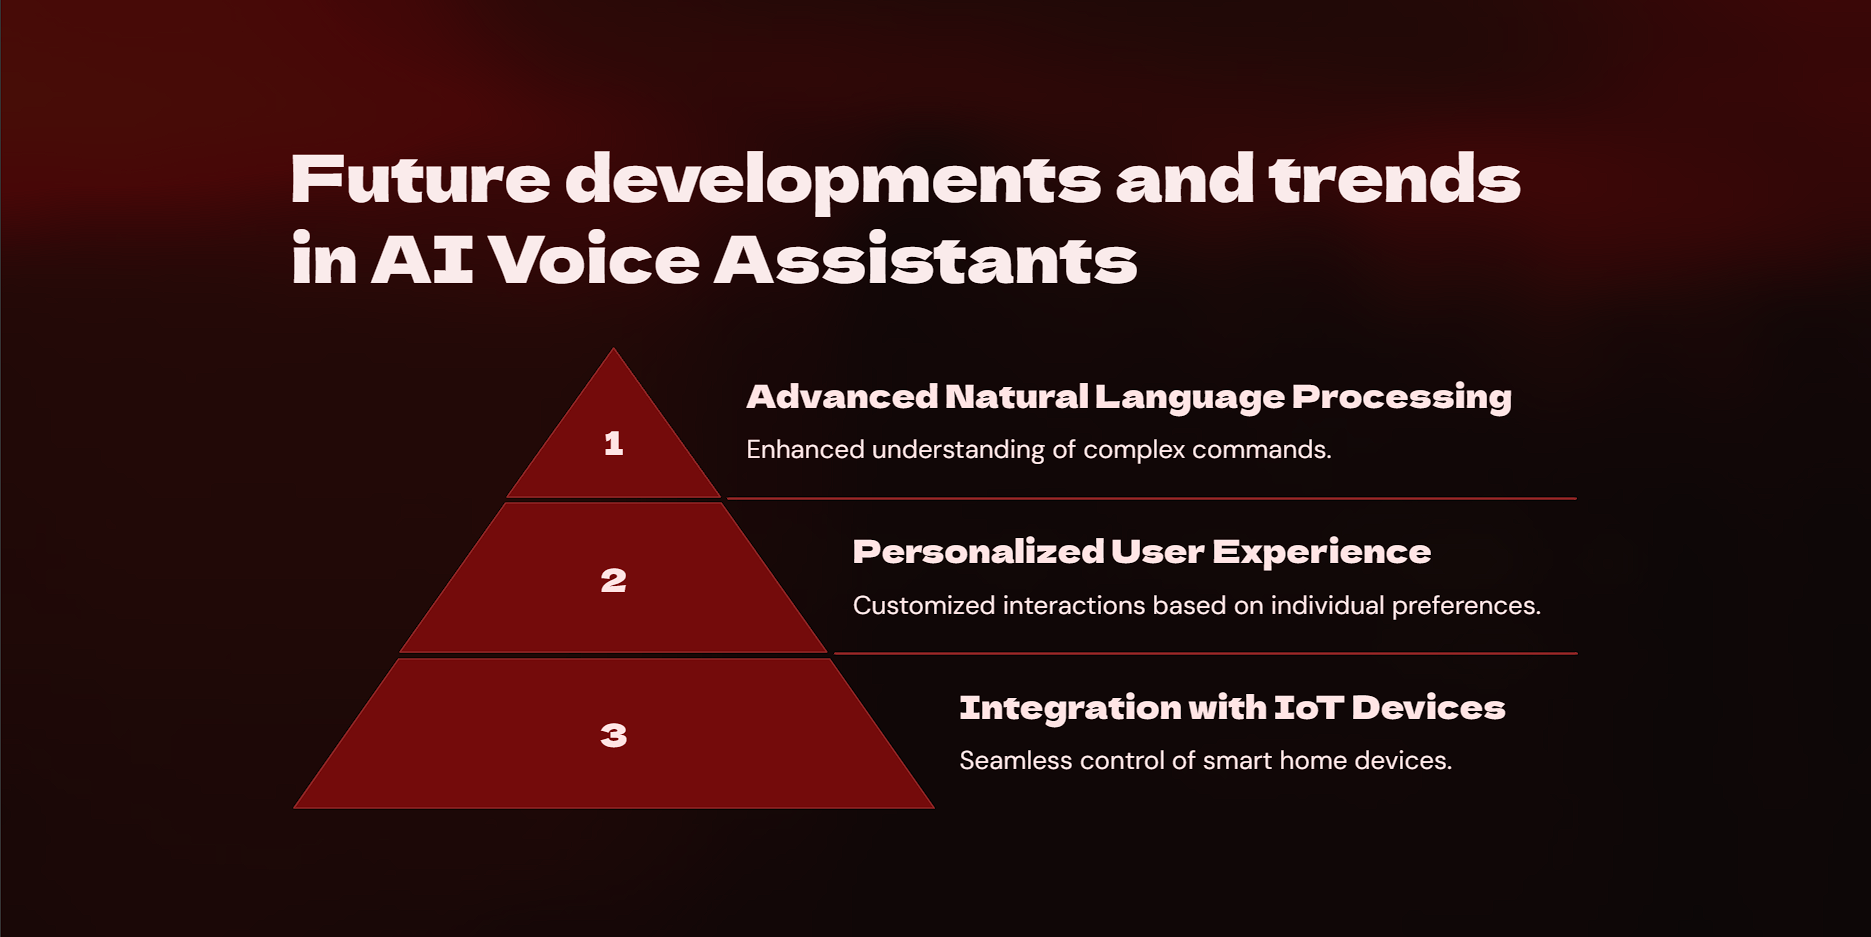 Future developments and trends
in AI Voice Assistants
1
Advanced Natural Language Processing
Enhanced understanding of complex commands.
2
Personalized User Experience
Customized interactions based on individual preferences.
3
Integration with IoT Devices
Seamless control of smart home devices.